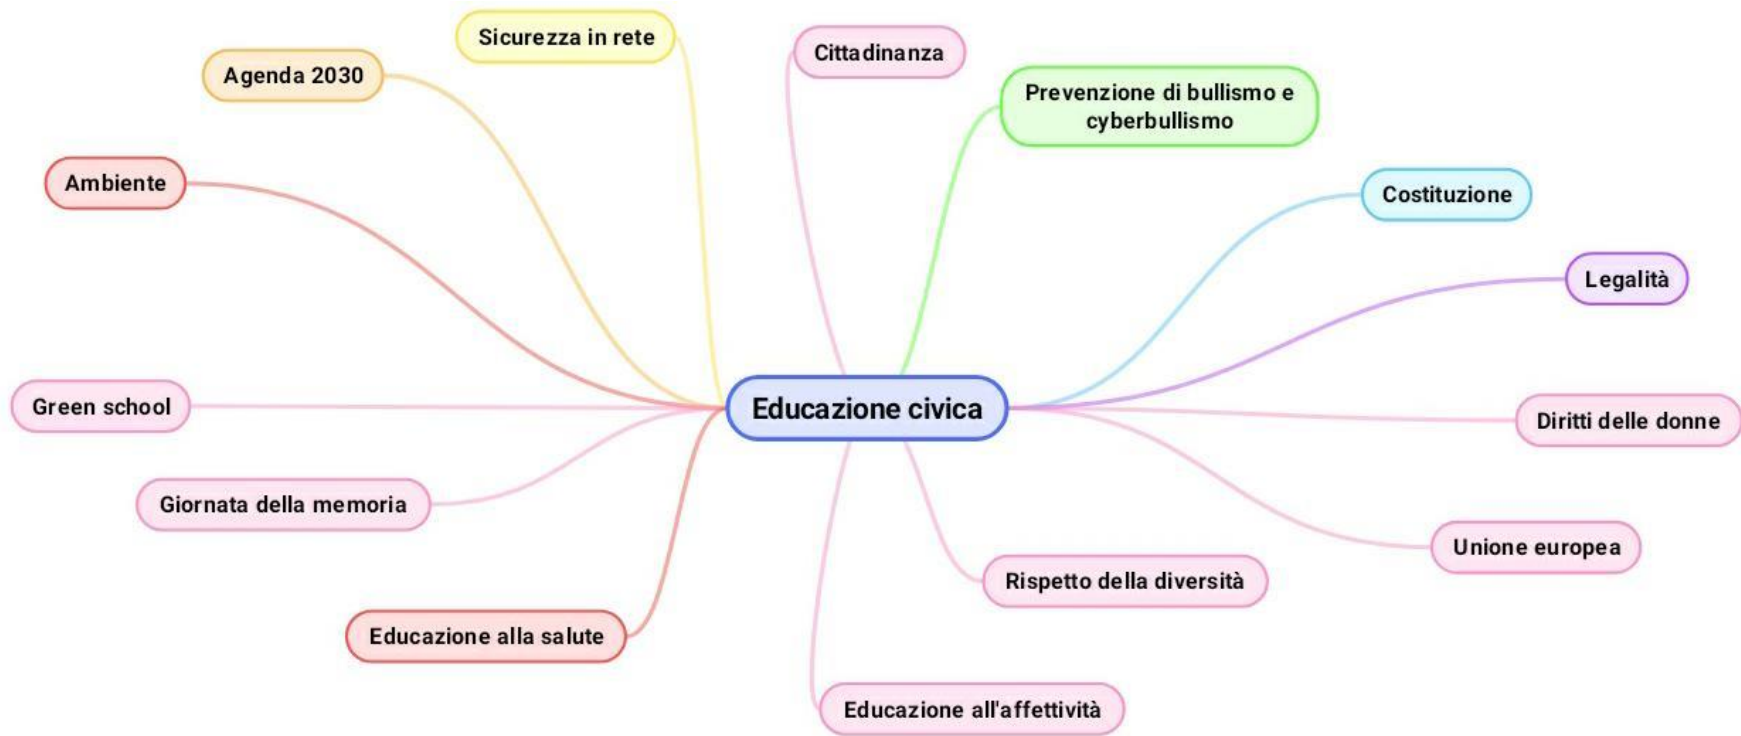 Sicurezza in rete
Cittadinanza
Agenda 2030
Prevenzione di bullismo e
cyberbullismo
Ambiente
Costituzione
Legalità
Green school
Educazione civica
Diritti delle donne
Giornata della memoria
Unione europea
Rispetto della diversità
Educazione alla salute
Educazione all'affettività